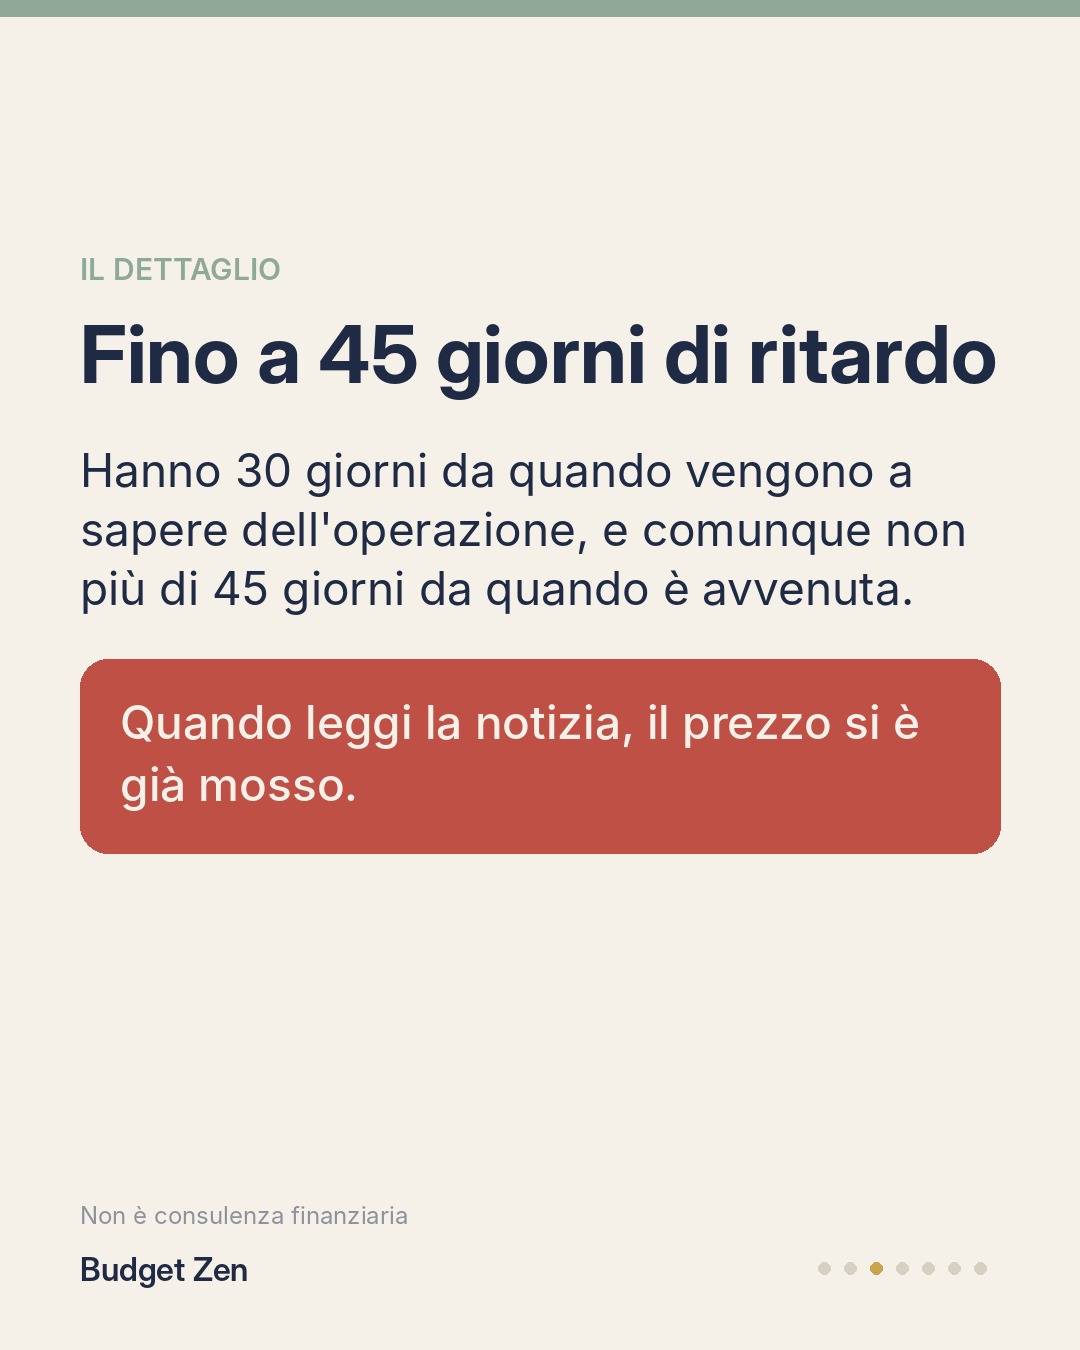 IL DETTAGLIO
Fino a 45 giorni di ritardo
Hanno 30 giorni da quando vengono a
sapere dell'operazione, e comunque non
più di 45 giorni da quando è avvenuta.
Quando leggi la notizia, il prezzo si è
già mosso.
Non è consulenza finanziaria
Budget Zen